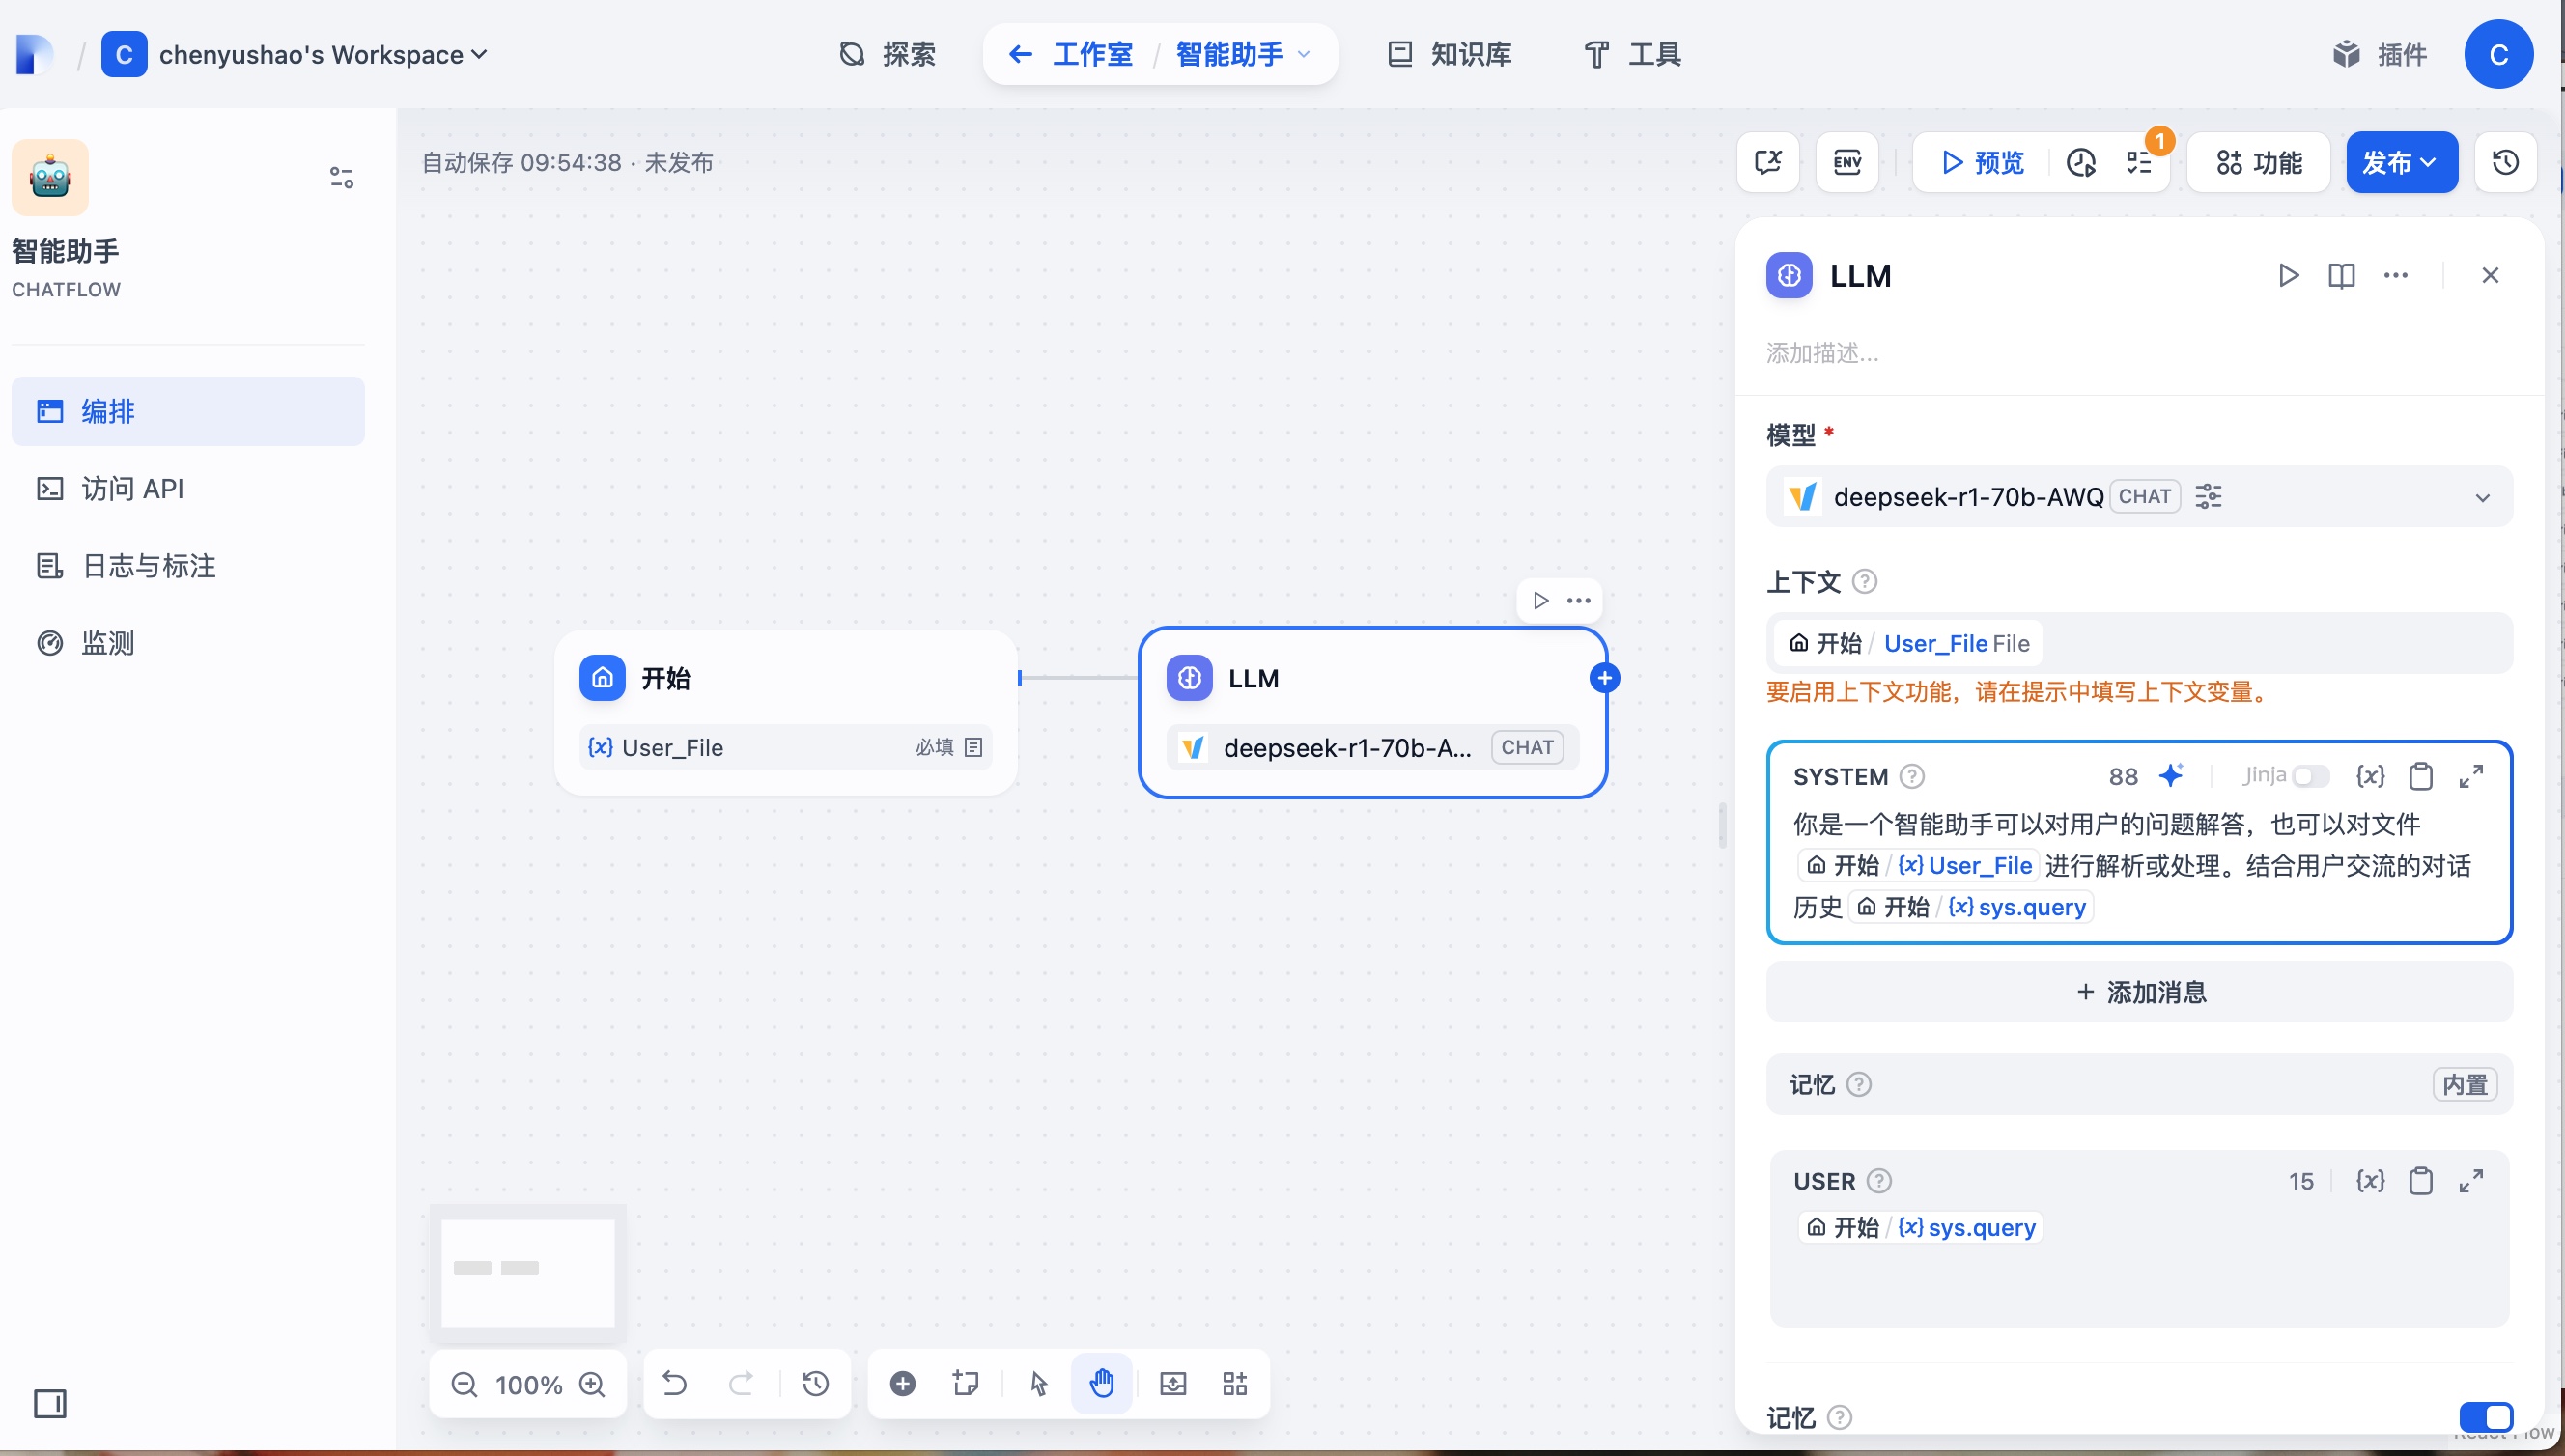 / C chenyushao's Workspace
探索
工作室 / 智能助手
知识库
工具
插件
C
智能助手
CHATFLOW
编排
访问 API
日志与标注
监测
自动保存 09:54:38 · 未发布
ENV
预览
1
功能
发布
开始
{x} User_File 必填
LLM
deepseek-r1-70b-A... CHAT
100%
LLM
添加描述...
模型 *
deepseek-r1-70b-AWQ CHAT
上下文
开始 / User_File File
要启用上下文功能，请在提示中填写上下文变量。
SYSTEM 88 Jinja {x}
你是一个智能助手可以对用户的问题解答，也可以对文件
开始 / {x} User_File 进行解析或处理。结合用户交流的对话
历史 开始 / {x} sys.query
+ 添加消息
记忆 内置
USER 15 {x}
开始 / {x} sys.query
记忆
React Flow